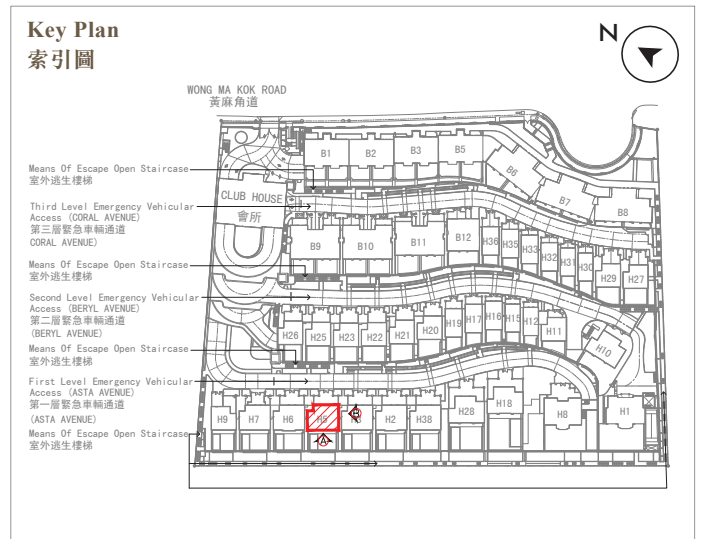 Key Plan
索引圖
N
WONG MA KOK ROAD
黃麻角道
B1 B2 B3 B5
B6
B7
B8
Means Of Escape Open Staircase
室外逃生樓梯
CLUB HOUSE
會所
Third Level Emergency Vehicular
Access (CORAL AVENUE)
第三層緊急車輛通道
CORAL AVENUE)
B9 B10 B11 B12 H36 H35 H33 H32 H31 H30 H29 H27
Means Of Escape Open Staircase
室外逃生樓梯
Second Level Emergency Vehicular
Access (BERYL AVENUE)
第二層緊急車輛通道
(BERYL AVENUE)
H26 H25 H23 H22 H21 H20 H19 H17 H16 H15 H12 H11 H10
Means Of Escape Open Staircase
室外逃生樓梯
First Level Emergency Vehicular
Access (ASTA AVENUE)
第一層緊急車輛通道
(ASTA AVENUE)
H9 H7 H6 H5 H3 H2 H38 H28 H18 H8 H1
B
A
Means Of Escape Open Staircase
室外逃生樓梯